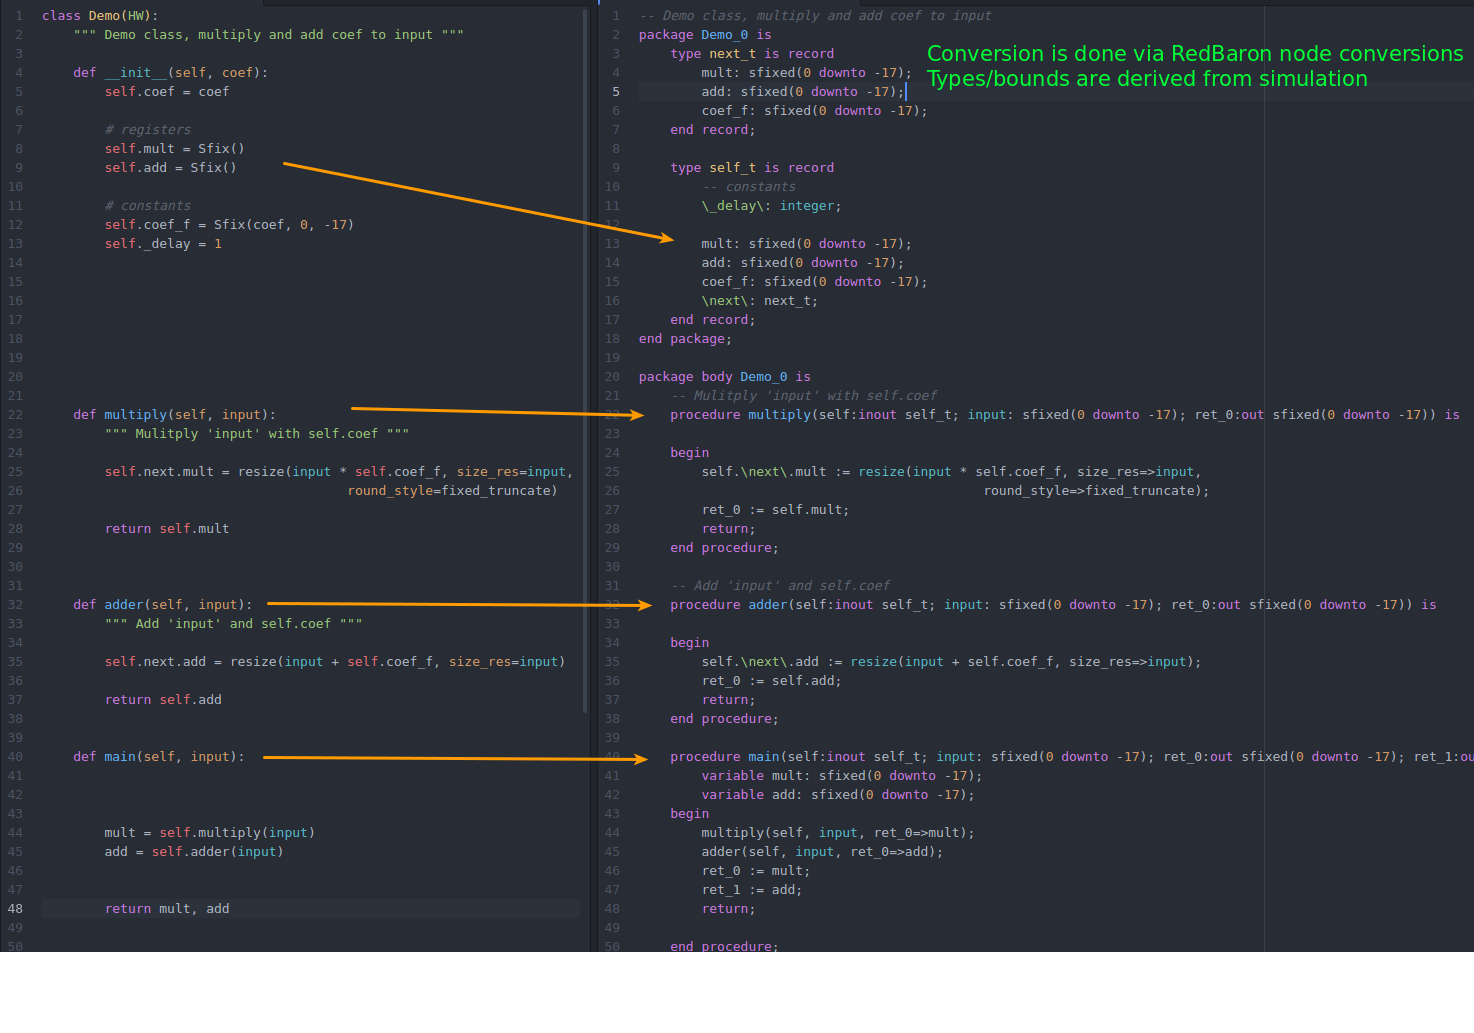 1 class Demo(HW):
2 """ Demo class, multiply and add coef to input """
3
4 def __init__(self, coef):
5 self.coef = coef
6
7 # registers
8 self.mult = Sfix()
9 self.add = Sfix()
10
11 # constants
12 self.coef_f = Sfix(coef, 0, -17)
13 self._delay = 1
14
15
16
17
18
19
20
21
22 def multiply(self, input):
23 """ Mulitply 'input' with self.coef """
24
25 self.next.mult = resize(input * self.coef_f, size_res=input,
26 round_style=fixed_truncate)
27
28 return self.mult
29
30
31
32 def adder(self, input):
33 """ Add 'input' and self.coef """
34
35 self.next.add = resize(input + self.coef_f, size_res=input)
36
37 return self.add
38
39
40 def main(self, input):
41
42
43
44 mult = self.multiply(input)
45 add = self.adder(input)
46
47
48 return mult, add
49
50
1 -- Demo class, multiply and add coef to input
2 package Demo_0 is
3 type next_t is record
4 mult: sfixed(0 downto -17);
5 add: sfixed(0 downto -17);
6 coef_f: sfixed(0 downto -17);
7 end record;
8
9 type self_t is record
10 -- constants
11 \_delay\: integer;
12
13 mult: sfixed(0 downto -17);
14 add: sfixed(0 downto -17);
15 coef_f: sfixed(0 downto -17);
16 \next\: next_t;
17 end record;
18 end package;
19
20 package body Demo_0 is
21 -- Mulitply 'input' with self.coef
22 procedure multiply(self:inout self_t; input: sfixed(0 downto -17); ret_0:out sfixed(0 downto -17)) is
23
24 begin
25 self.\next\.mult := resize(input * self.coef_f, size_res=>input,
26 round_style=>fixed_truncate);
27 ret_0 := self.mult;
28 return;
29 end procedure;
30
31 -- Add 'input' and self.coef
32 procedure adder(self:inout self_t; input: sfixed(0 downto -17); ret_0:out sfixed(0 downto -17)) is
33
34 begin
35 self.\next\.add := resize(input + self.coef_f, size_res=>input);
36 ret_0 := self.add;
37 return;
38 end procedure;
39
40 procedure main(self:inout self_t; input: sfixed(0 downto -17); ret_0:out sfixed(0 downto -17); ret_1:ou
41 variable mult: sfixed(0 downto -17);
42 variable add: sfixed(0 downto -17);
43 begin
44 multiply(self, input, ret_0=>mult);
45 adder(self, input, ret_0=>add);
46 ret_0 := mult;
47 ret_1 := add;
48 return;
49
50 end procedure;
Conversion is done via RedBaron node conversions
Types/bounds are derived from simulation